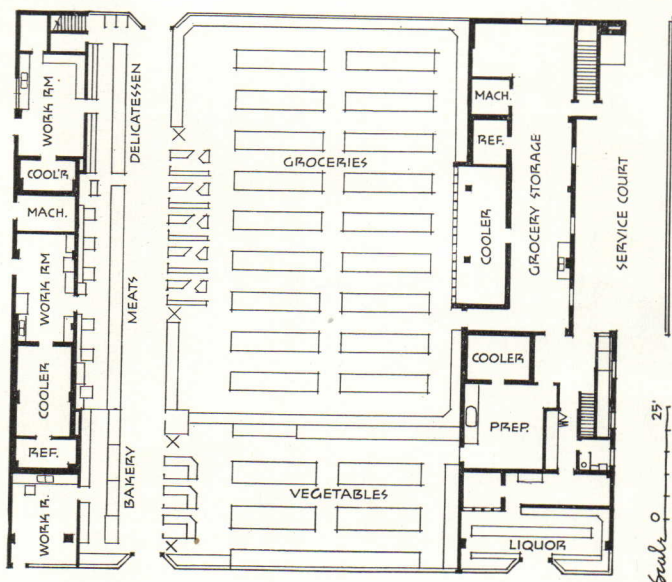 WORK RM
COOL'R
MACH.
WORK RM
COOLER
REF.
WORK R.
DELICATESSEN
MEATS
BAKERY
GROCERIES
VEGETABLES
MACH.
REF.
COOLER
GROCERY STORAGE
SERVICE COURT
COOLER
PREP.
W
LIQUOR
Scale 0 25'